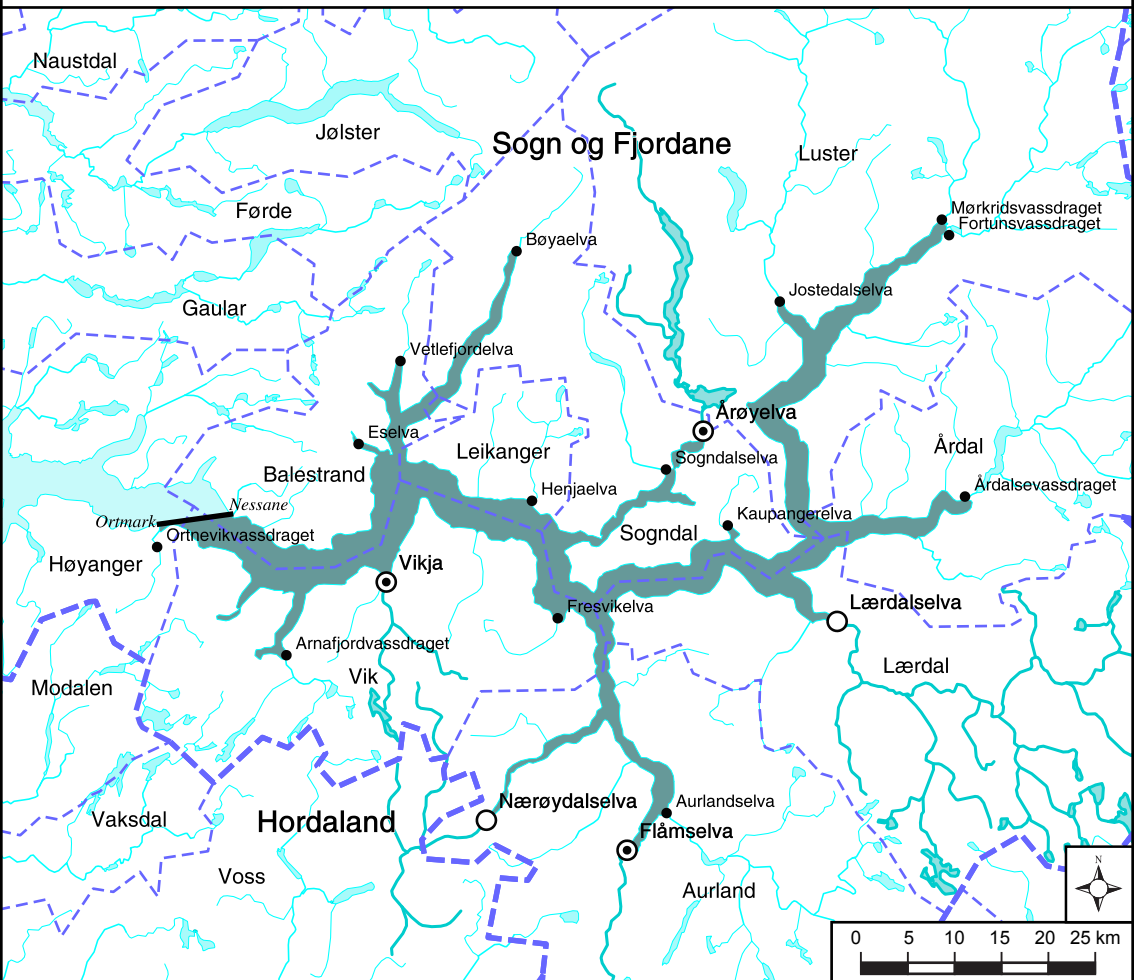 Naustdal
Jølster
Sogn og Fjordane
Luster
Førde
Mørkridsvassdraget
Fortunsvassdraget
Bøyaelva
Jostedalselva
Gaular
Vetlefjordelva
Årøyelva
Eselva
Leikanger
Årdal
Sogndalselva
Balestrand
Årdalsevassdraget
Henjaelva
Nessane
Kaupangerelva
Ortmark
Ortnevikvassdraget
Sogndal
Høyanger
Vikja
Lærdalselva
Fresvikelva
Arnafjordvassdraget
Lærdal
Vik
Modalen
Nærøydalselva
Aurlandselva
Vaksdal
Hordaland
Flåmselva
N
Voss
Aurland
0 5 10 15 20 25 km